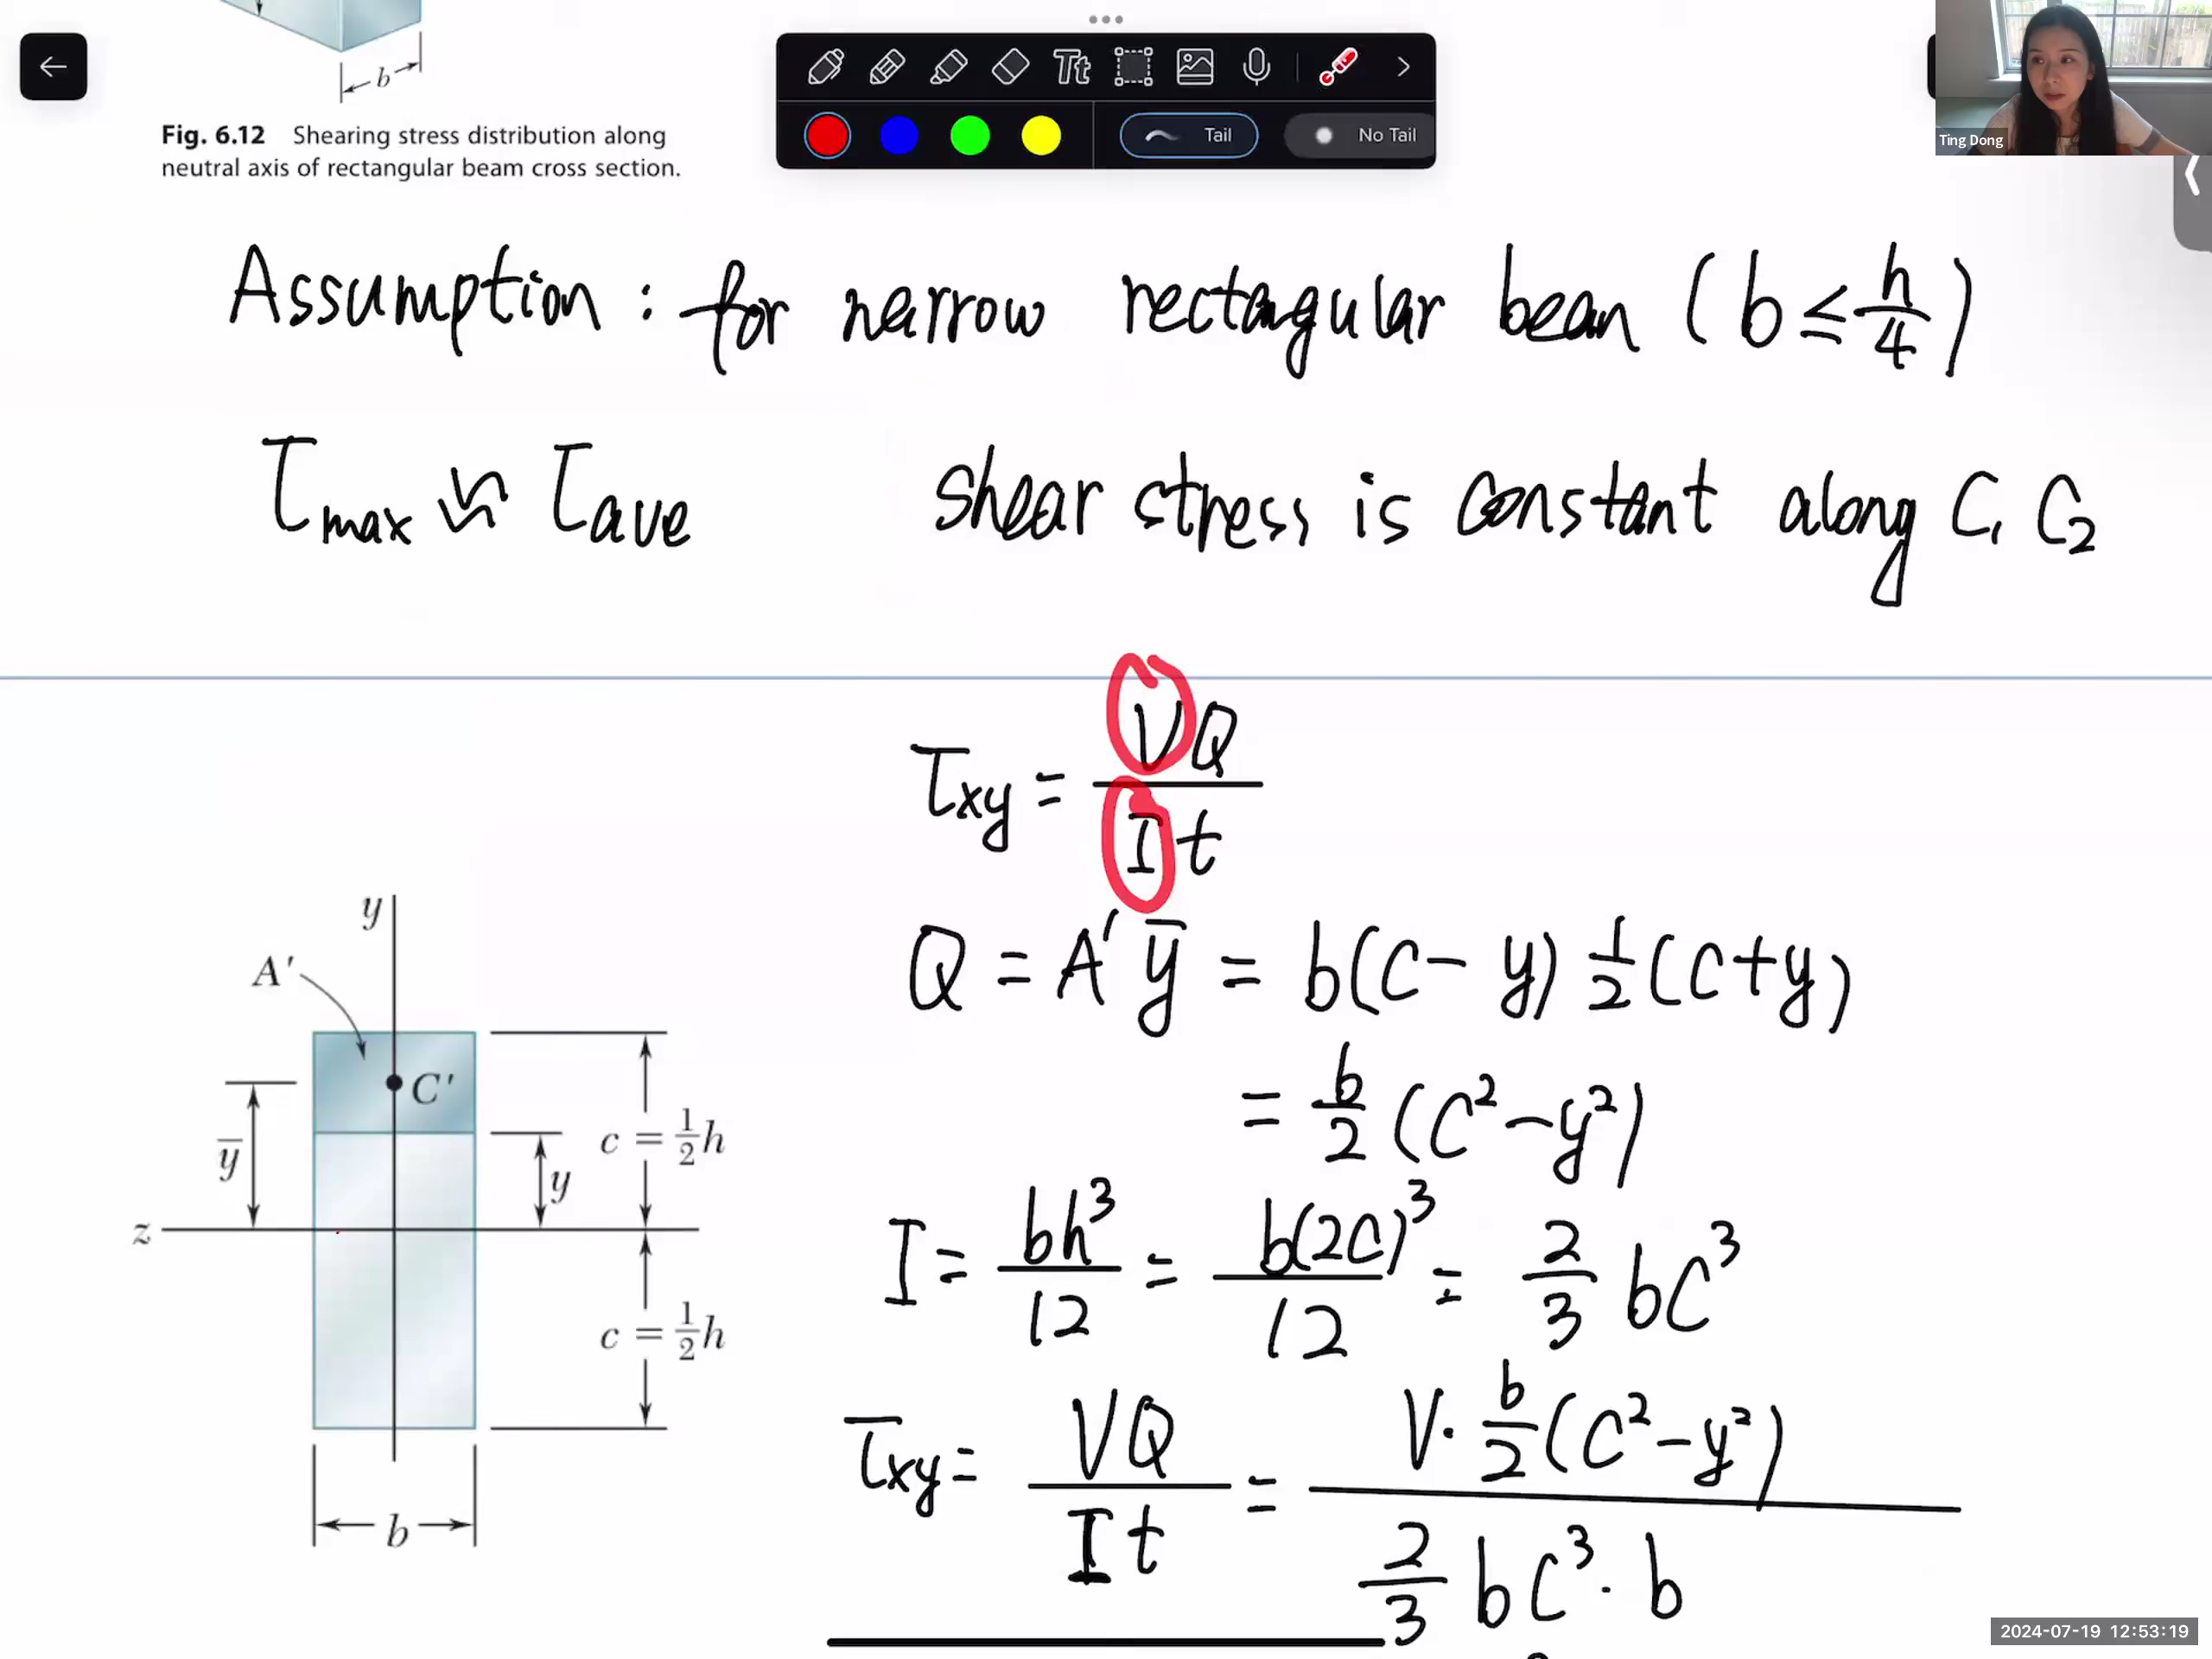 b
Fig. 6.12 Shearing stress distribution along
neutral axis of rectangular beam cross section.
Tt
Tail
No Tail
Ting Dong
Assumption : for narrow rectangular beam (b ≤ h/4)
τmax ≈ τave shear stress is constant along C1 C2
τxy = VQ / It
Q = A' ȳ = b(c - y) 1/2 (c + y)
= b/2 (c² - y²)
I = bh³/12 = b(2c)³/12 = 2/3 bc³
τxy = VQ / It = V · b/2 (c² - y²) / 2/3 bc³ · b
y
A'
C'
ȳ
c = 1/2 h
y
z
c = 1/2 h
b
2024-07-19 12:53:19